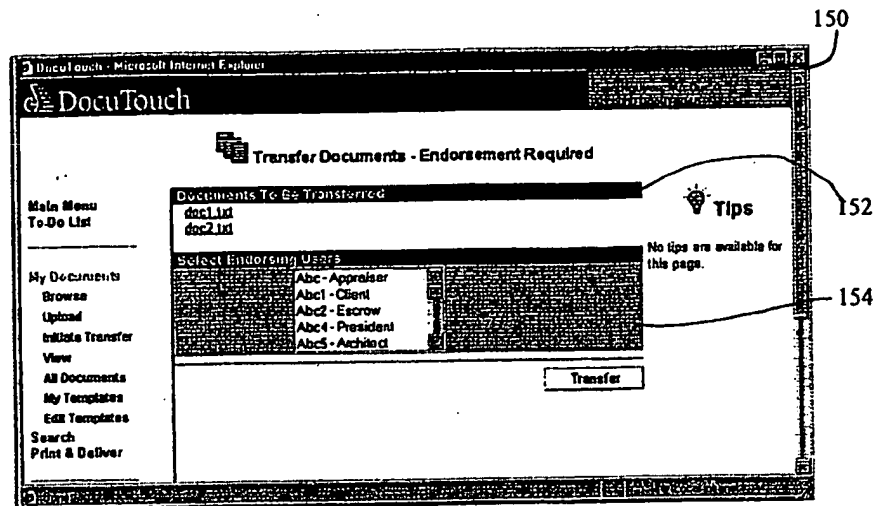 150
DocuTouch - Microsoft Internet Explorer
DocuTouch
Transfer Documents - Endorsement Required
Main Menu
To-Do List
My Documents
Browse
Upload
Initiate Transfer
View
All Documents
My Templates
Edit Templates
Search
Print & Deliver
Documents To Be Transferred
doc1.txt
doc2.txt
Select Endorsing Users
Abc - Appraiser
Abc1 - Client
Abc2 - Escrow
Abc4 - President
Abc5 - Architect
Transfer
Tips
No tips are available for
this page.
152
154